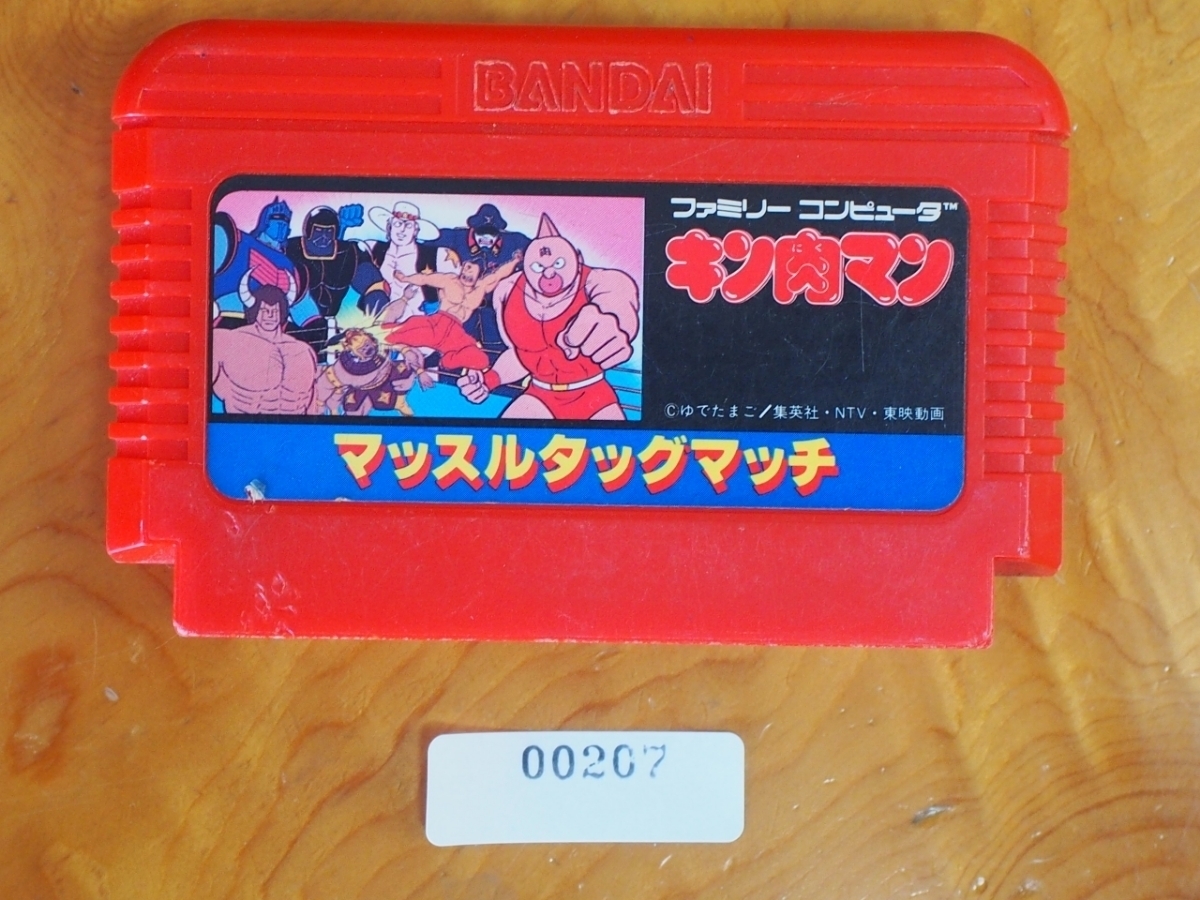 BANDAI
ファミリー コンピュータ™
キン肉マン
肉
©ゆでたまご/集英社・NTV・東映動画
マッスルタッグマッチ
00207